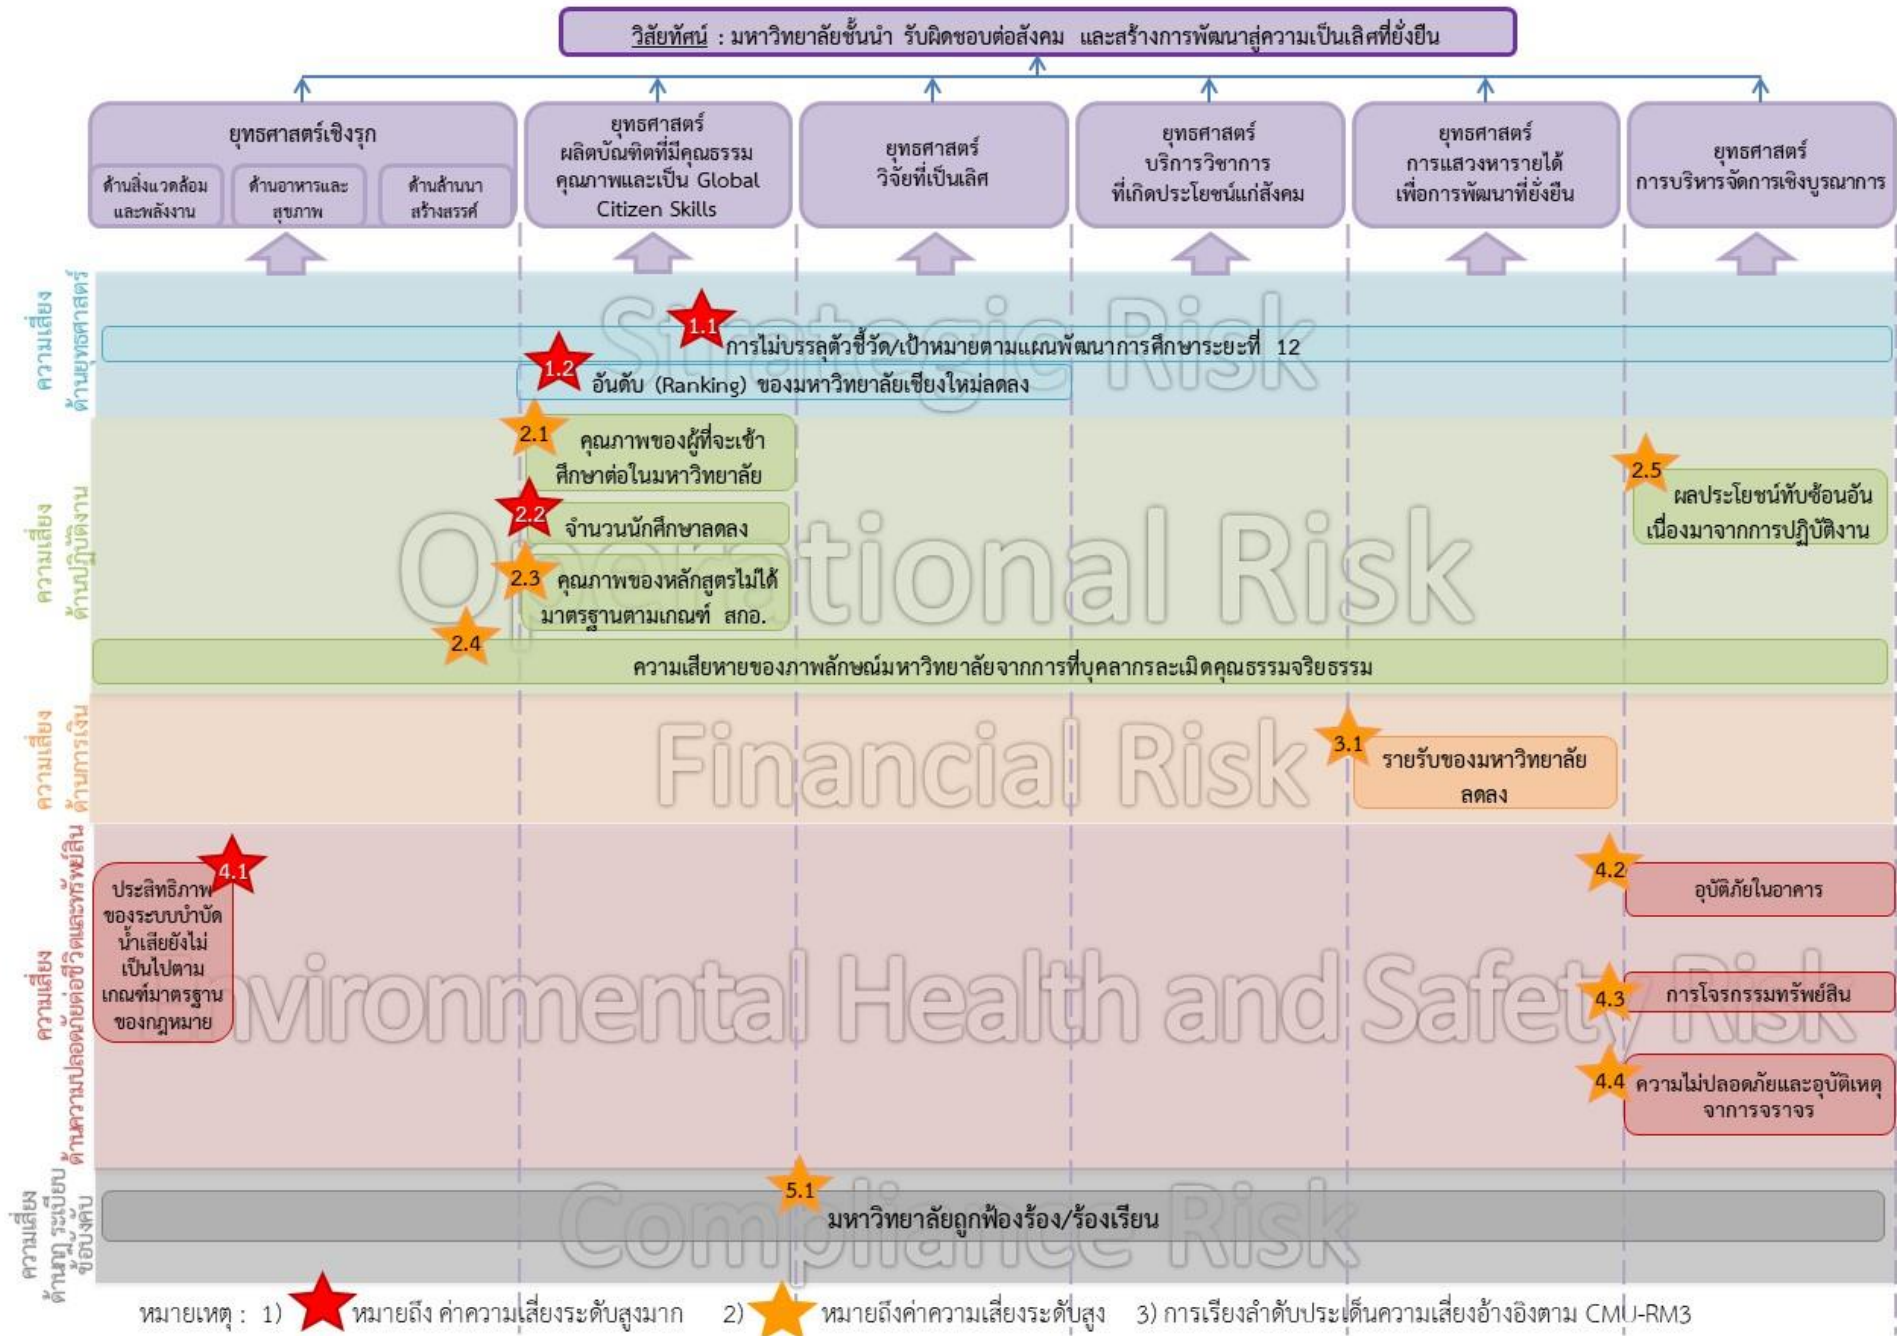 วิสัยทัศน์ : มหาวิทยาลัยชั้นนำ รับผิดชอบต่อสังคม และสร้างการพัฒนาสู่ความเป็นเลิศที่ยั่งยืน
ยุทธศาสตร์เชิงรุก
ด้านสิ่งแวดล้อม
และพลังงาน
ด้านอาหารและ
สุขภาพ
ด้านล้านนา
สร้างสรรค์
ยุทธศาสตร์
ผลิตบัณฑิตที่มีคุณธรรม
คุณภาพและเป็น Global
Citizen Skills
ยุทธศาสตร์
วิจัยที่เป็นเลิศ
ยุทธศาสตร์
บริการวิชาการ
ที่เกิดประโยชน์แก่สังคม
ยุทธศาสตร์
การแสวงหารายได้
เพื่อการพัฒนาที่ยั่งยืน
ยุทธศาสตร์
การบริหารจัดการเชิงบูรณาการ
ความเสี่ยง
ด้านยุทธศาสตร์
Strategic Risk
1.1
การไม่บรรลุตัวชี้วัด/เป้าหมายตามแผนพัฒนาการศึกษาระยะที่ 12
1.2
อันดับ (Ranking) ของมหาวิทยาลัยเชียงใหม่ลดลง
ความเสี่ยง
ด้านปฏิบัติงาน
Operational Risk
2.1
คุณภาพของผู้ที่จะเข้า
ศึกษาต่อในมหาวิทยาลัย
2.2
จำนวนนักศึกษาลดลง
2.3
คุณภาพของหลักสูตรไม่ได้
มาตรฐานตามเกณฑ์ สกอ.
2.4
ความเสียหายของภาพลักษณ์มหาวิทยาลัยจากการที่บุคลากรละเมิดคุณธรรมจริยธรรม
2.5
ผลประโยชน์ทับซ้อนอัน
เนื่องมาจากการปฏิบัติงาน
ความเสี่ยง
ด้านการเงิน
Financial Risk
3.1
รายรับของมหาวิทยาลัย
ลดลง
ความเสี่ยง
ด้านความปลอดภัยต่อชีวิตและทรัพย์สิน
Environmental Health and Safety Risk
4.1
ประสิทธิภาพ
ของระบบบำบัด
น้ำเสียยังไม่
เป็นไปตาม
เกณฑ์มาตรฐาน
ของกฎหมาย
4.2
อุบัติภัยในอาคาร
4.3
การโจรกรรมทรัพย์สิน
4.4
ความไม่ปลอดภัยและอุบัติเหตุ
จาการจราจร
ความเสี่ยง
ด้านกฎ ระเบียบ
ข้อบังคับ
Compliance Risk
5.1
มหาวิทยาลัยถูกฟ้องร้อง/ร้องเรียน
หมายเหตุ : 1) หมายถึง ค่าความเสี่ยงระดับสูงมาก 2) หมายถึงค่าความเสี่ยงระดับสูง 3) การเรียงลำดับประเด็นความเสี่ยงอ้างอิงตาม CMU-RM3